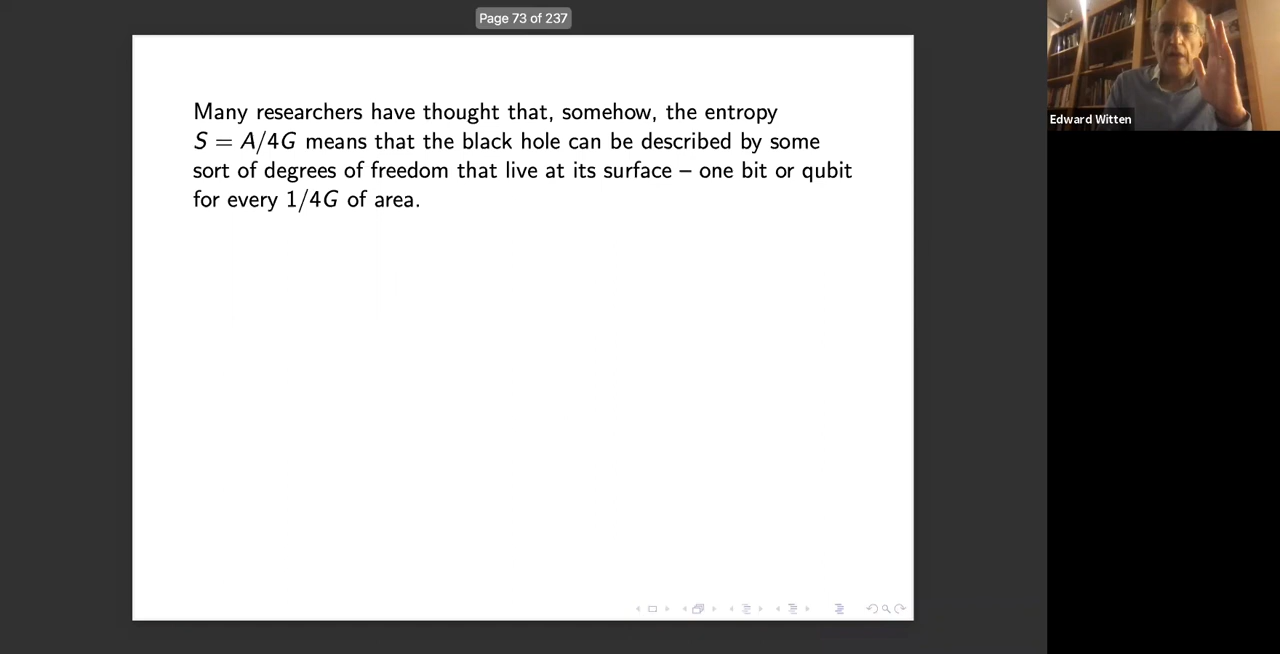 Page 73 of 237
Many researchers have thought that, somehow, the entropy
S = A/4G means that the black hole can be described by some
sort of degrees of freedom that live at its surface – one bit or qubit
for every 1/4G of area.
Edward Witten